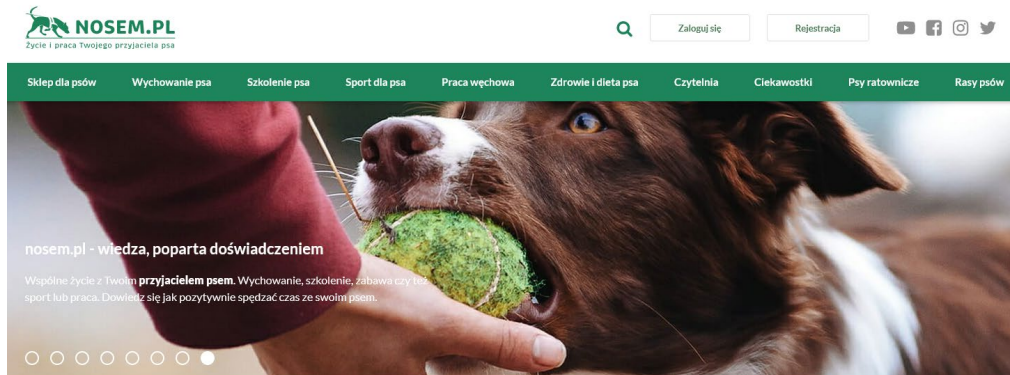 NOSEM.PL
Życie i praca Twojego przyjaciela psa
Zaloguj się
Rejestracja
Sklep dla psów
Wychowanie psa
Szkolenie psa
Sport dla psa
Praca węchowa
Zdrowie i dieta psa
Czytelnia
Ciekawostki
Psy ratownicze
Rasy psów
nosem.pl - wiedza, poparta doświadczeniem
Wspólne życie z Twoim przyjacielem psem. Wychowanie, szkolenie, zabawa czy też
sport lub praca. Dowiedz się jak pozytywnie spędzać czas ze swoim psem.